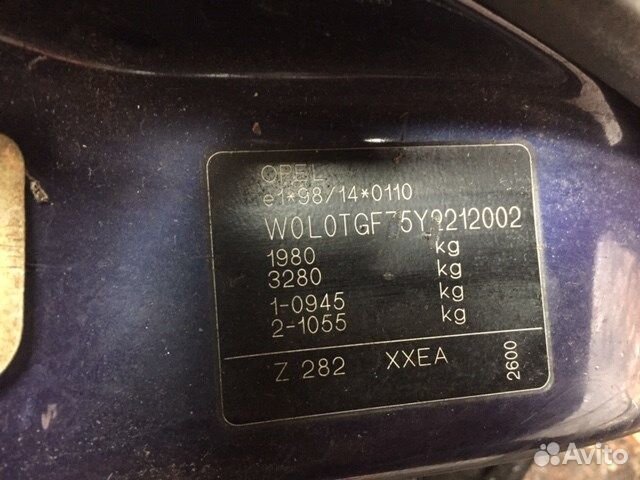 OPEL
e1*98/14*0110
W0L0TGF75Y2212002
1980 kg
3280 kg
1-0945 kg
2-1055 kg
Z 282 XXEA
2600
Avito